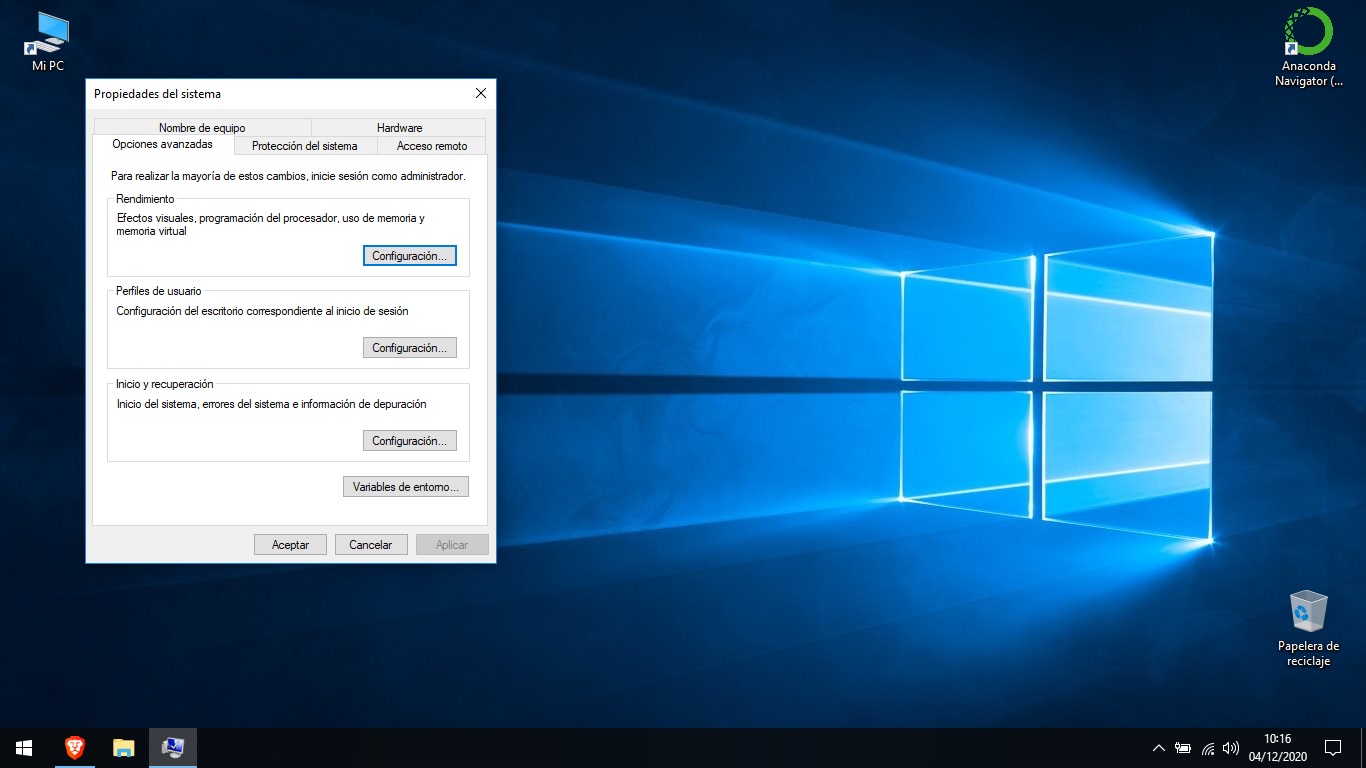 Mi PC
Anaconda
Navigator (...
Propiedades del sistema
Nombre de equipo
Hardware
Opciones avanzadas
Protección del sistema
Acceso remoto
Para realizar la mayoría de estos cambios, inicie sesión como administrador.
Rendimiento
Efectos visuales, programación del procesador, uso de memoria y
memoria virtual
Configuración...
Perfiles de usuario
Configuración del escritorio correspondiente al inicio de sesión
Configuración...
Inicio y recuperación
Inicio del sistema, errores del sistema e información de depuración
Configuración...
Variables de entorno...
Aceptar
Cancelar
Aplicar
Papelera de
reciclaje
10:16
04/12/2020